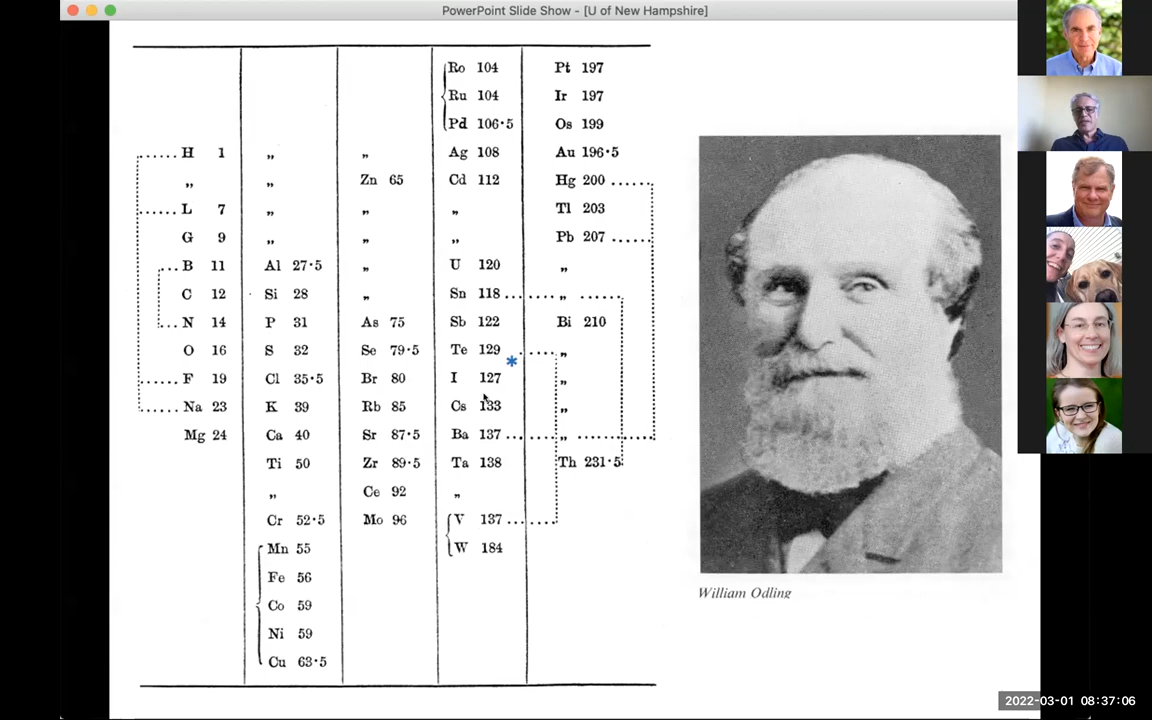 PowerPoint Slide Show - [U of New Hampshire]
Ro 104 Pt 197
Ru 104 Ir 197
Pd 106·5 Os 199
H 1 „ „ Ag 108 Au 196·5
„ „ Zn 65 Cd 112 Hg 200
L 7 „ „ „ Tl 203
G 9 „ „ „ Pb 207
B 11 Al 27·5 „ U 120 „
C 12 Si 28 „ Sn 118 „
N 14 P 31 As 75 Sb 122 Bi 210
O 16 S 32 Se 79·5 Te 129 „
* 
F 19 Cl 35·5 Br 80 I 127 „
Na 23 K 39 Rb 85 Cs 133 „
Mg 24 Ca 40 Sr 87·5 Ba 137 „
Ti 50 Zr 89·5 Ta 138 Th 231·5
„ Ce 92 „
Cr 52·5 Mo 96 V 137
Mn 55 W 184
Fe 56
Co 59
Ni 59
Cu 63·5
William Odling
2022-03-01 08:37:06